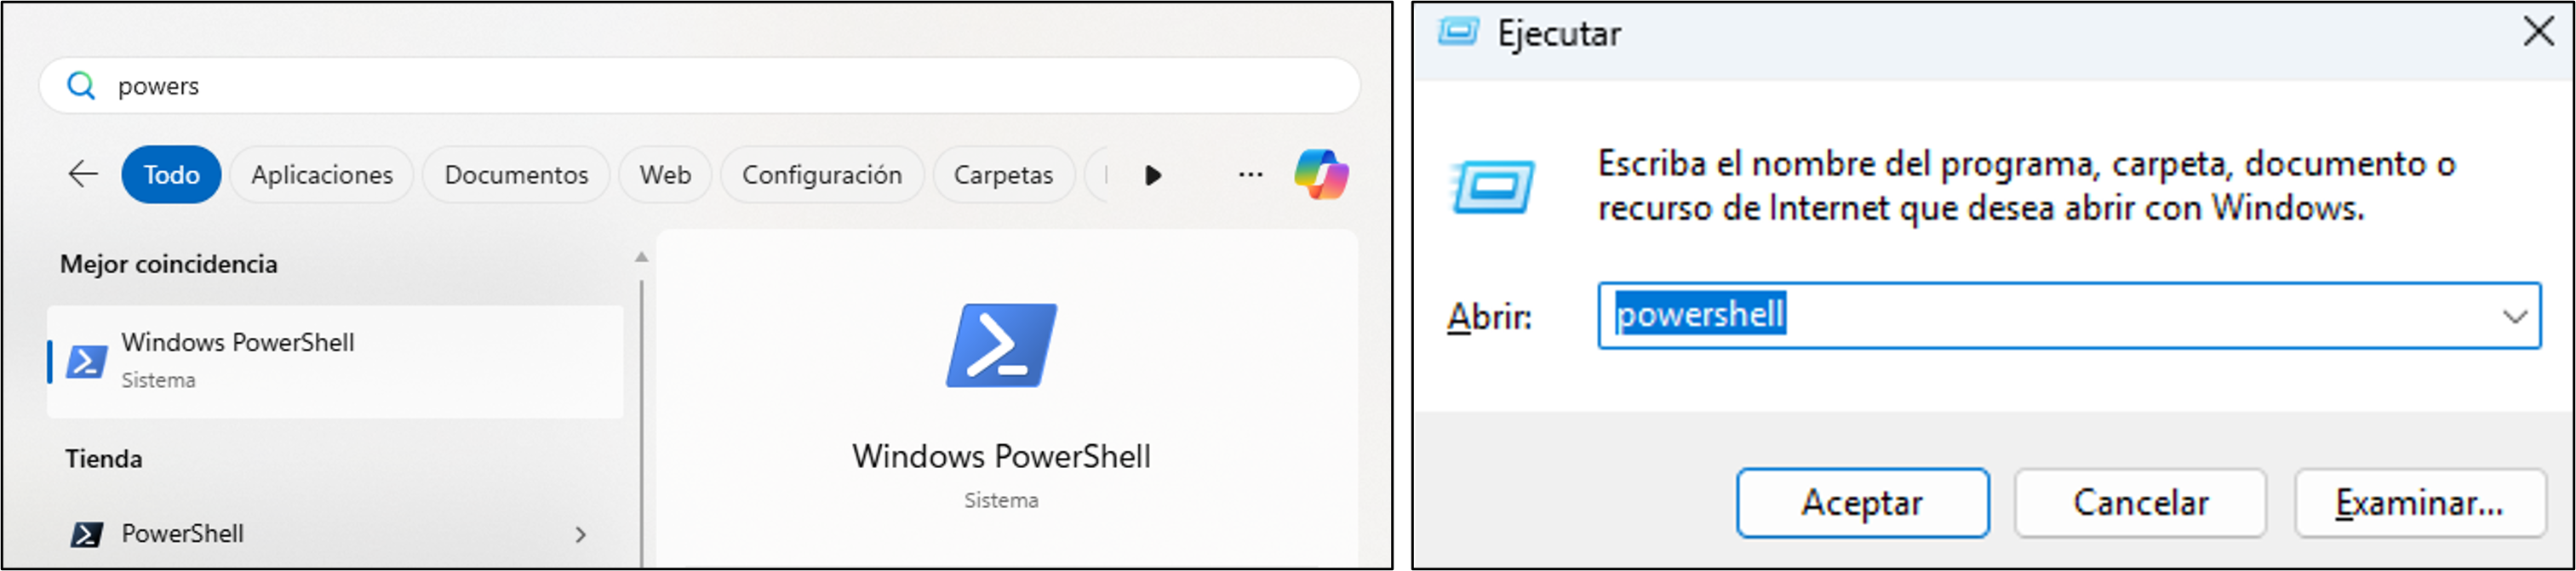 powers
Todo Aplicaciones Documentos Web Configuración Carpetas ...
Mejor coincidencia
Windows PowerShell
Sistema
Tienda
PowerShell
Windows PowerShell
Sistema
Ejecutar
Escriba el nombre del programa, carpeta, documento o
recurso de Internet que desea abrir con Windows.
Abrir: powershell
Aceptar Cancelar Examinar...